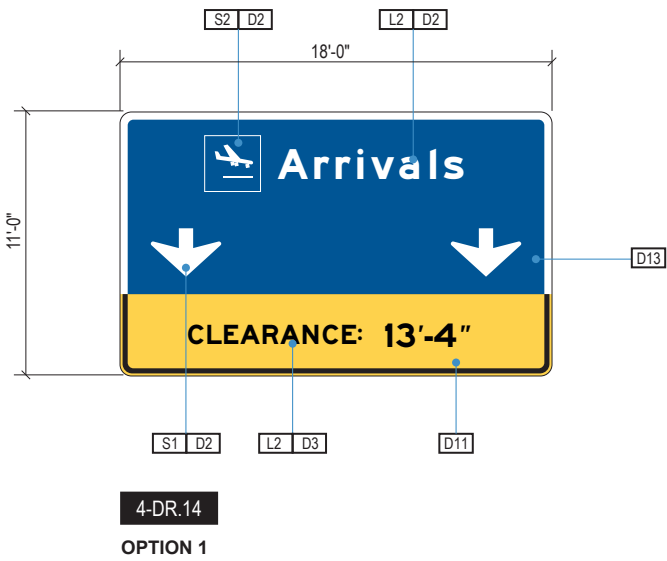 S2 D2
L2 D2
18'-0"
11'-0"
Arrivals
D13
CLEARANCE: 13'-4"
S1 D2
L2 D3
D11
4-DR.14
OPTION 1